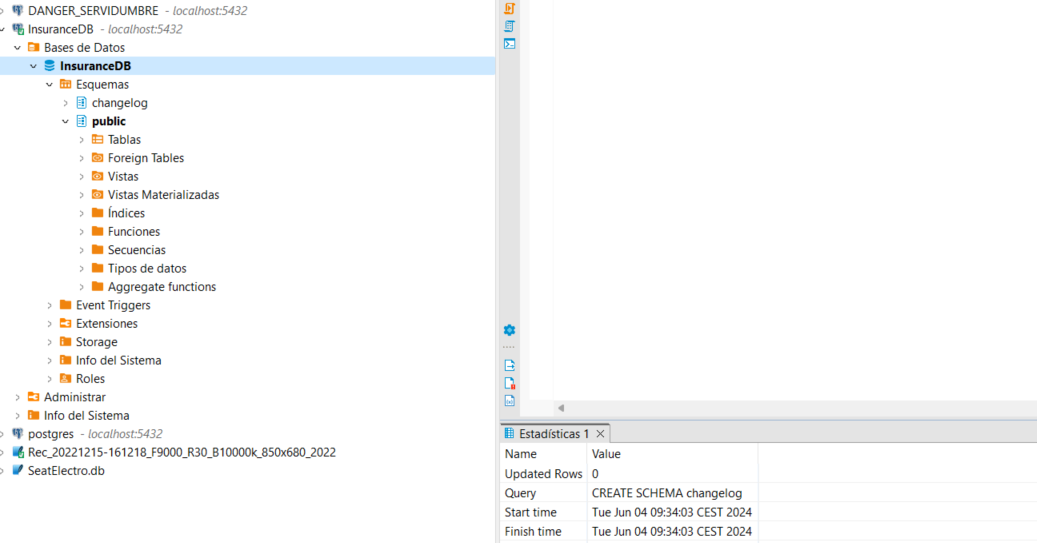 DANGER_SERVIDUMBRE - localhost:5432
InsuranceDB - localhost:5432
Bases de Datos
InsuranceDB
Esquemas
changelog
public
Tablas
Foreign Tables
Vistas
Vistas Materializadas
Índices
Funciones
Secuencias
Tipos de datos
Aggregate functions
Event Triggers
Extensiones
Storage
Info del Sistema
Roles
Administrar
Info del Sistema
postgres - localhost:5432
Rec_20221215-161218_F9000_R30_B10000k_850x680_2022
SeatElectro.db
Estadísticas 1
Name Value
Updated Rows 0
Query CREATE SCHEMA changelog
Start time Tue Jun 04 09:34:03 CEST 2024
Finish time Tue Jun 04 09:34:03 CEST 2024